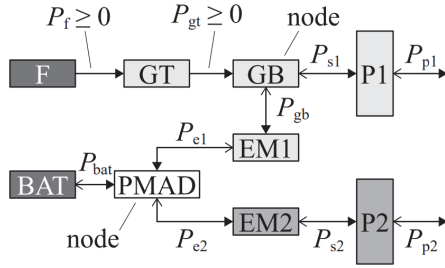 P_f ≥ 0
P_gt ≥ 0
node
F
GT
GB
P_s1
P1
P_p1
P_gb
P_e1
EM1
BAT
P_bat
PMAD
node
P_e2
EM2
P_s2
P2
P_p2